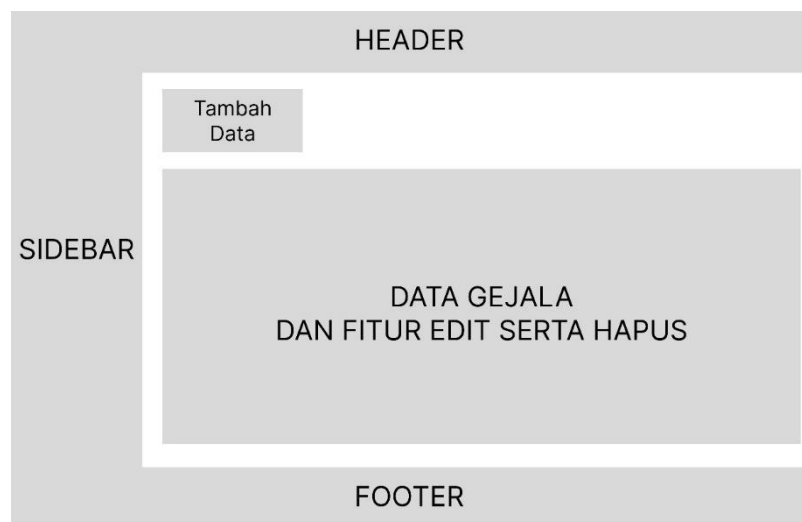 HEADER
Tambah
Data
SIDEBAR
DATA GEJALA
DAN FITUR EDIT SERTA HAPUS
FOOTER